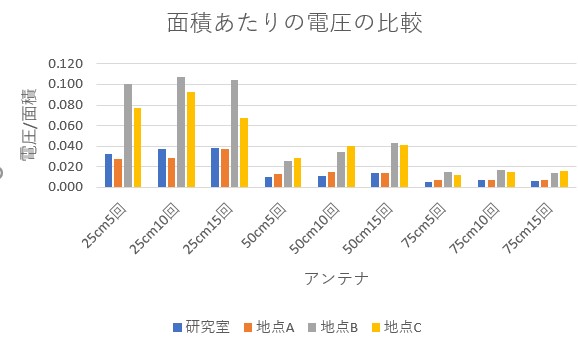 面積あたりの電圧の比較
電圧/面積
0.120
0.100
0.080
0.060
0.040
0.020
0.000
25cm5回
25cm10回
25cm15回
50cm5回
50cm10回
50cm15回
75cm5回
75cm10回
75cm15回
アンテナ
研究室 地点A 地点B 地点C